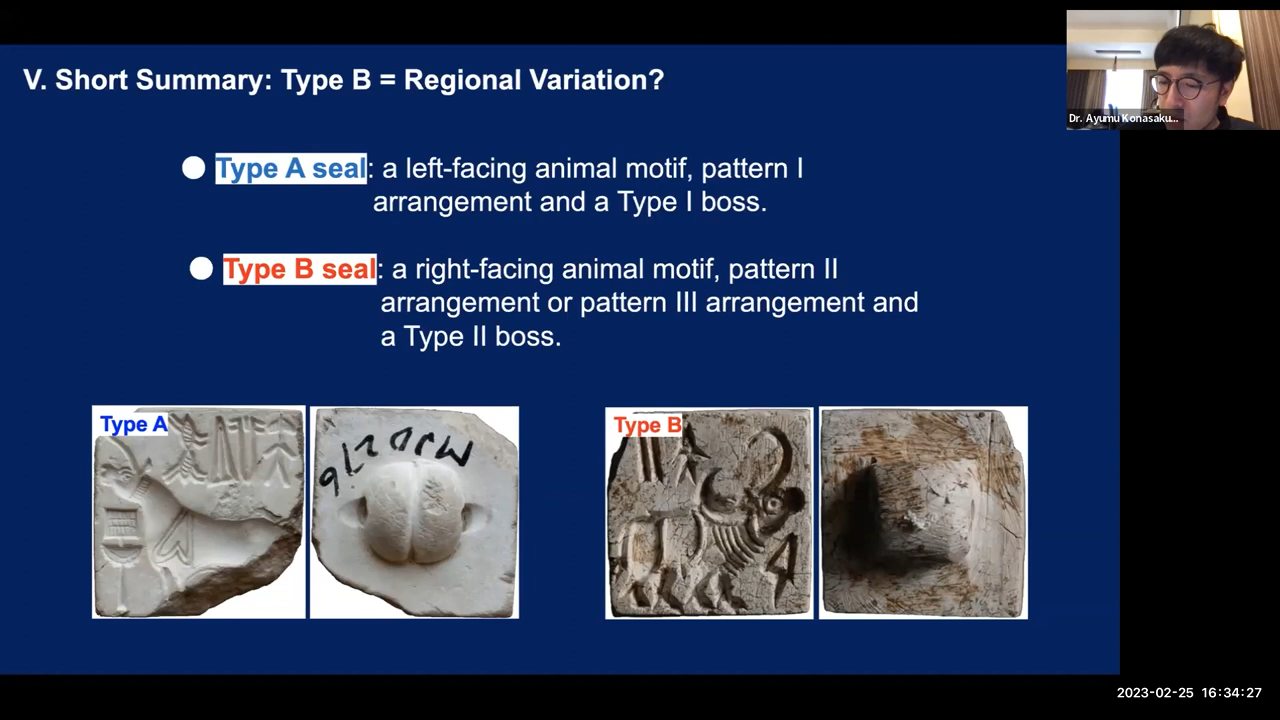 V. Short Summary: Type B = Regional Variation?
Type A seal: a left-facing animal motif, pattern I
arrangement and a Type I boss.
Type B seal: a right-facing animal motif, pattern II
arrangement or pattern III arrangement and
a Type II boss.
Type A
Type B
Dr. Ayumu Konasaku...
2023-02-25 16:34:27